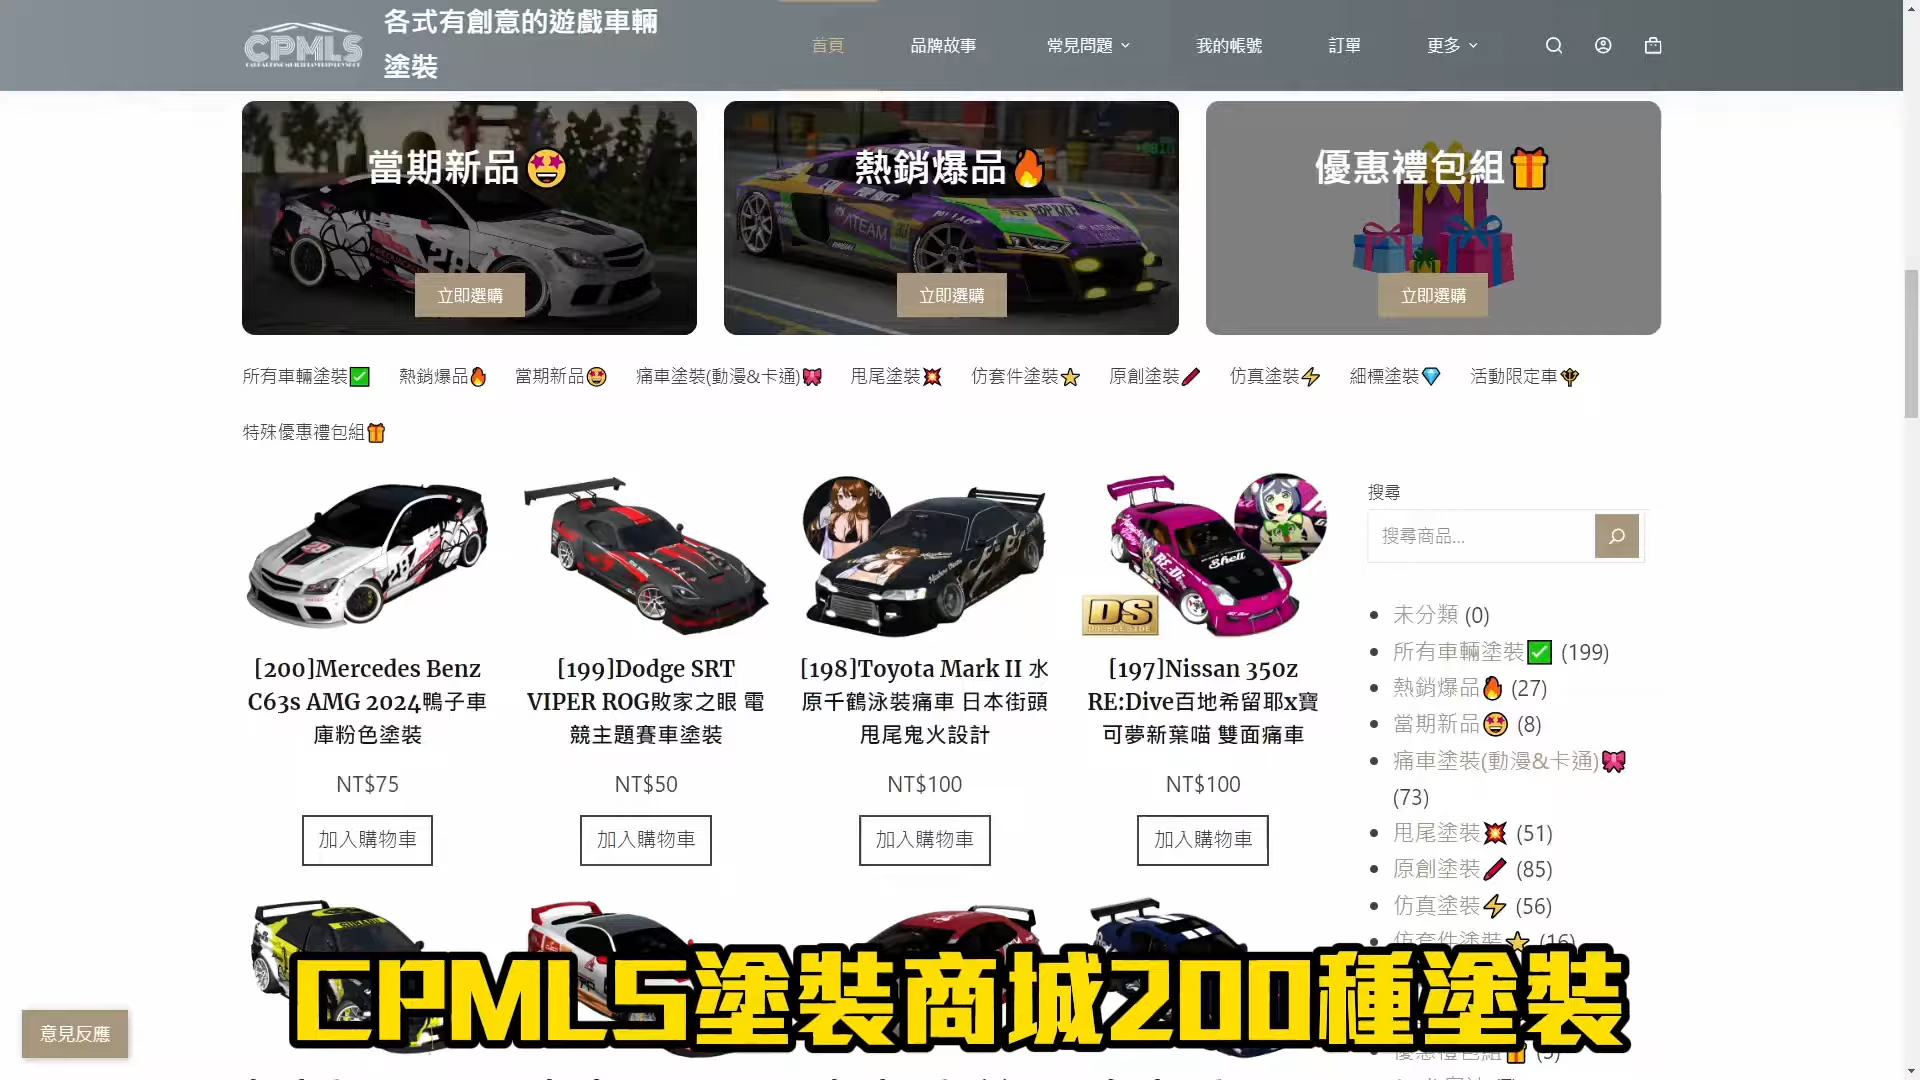 CPMLS
各式有創意的遊戲車輛
塗裝
首頁
品牌故事
常見問題
我的帳號
訂單
更多
當期新品🤩
立即選購
熱銷爆品🔥
立即選購
優惠禮包組🎁
立即選購
所有車輛塗裝✅ 熱銷爆品🔥 當期新品🤩 痛車塗裝(動漫&卡通)🎀 甩尾塗裝💥 仿套件塗裝⭐ 原創塗裝🖍 仿真塗裝⚡ 細標塗裝💎 活動限定車🔱
特殊優惠禮包組🎁
[200]Mercedes Benz
C63s AMG 2024鴨子車
庫粉色塗裝
NT$75
加入購物車
[199]Dodge SRT
VIPER ROG敗家之眼 電
競主題賽車塗裝
NT$50
加入購物車
[198]Toyota Mark II 水
原千鶴泳裝痛車 日本街頭
甩尾鬼火設計
NT$100
加入購物車
DS
[197]Nissan 350z
RE:Dive百地希留耶x寶
可夢新葉喵 雙面痛車
NT$100
加入購物車
搜尋
搜尋商品...
未分類 (0)
所有車輛塗裝✅ (199)
熱銷爆品🔥 (27)
當期新品🤩 (8)
痛車塗裝(動漫&卡通)🎀
(73)
甩尾塗裝💥 (51)
原創塗裝🖍 (85)
仿真塗裝⚡ (56)
仿套件塗裝⭐ (16)
CPMLS塗裝商城200種塗裝
意見反應